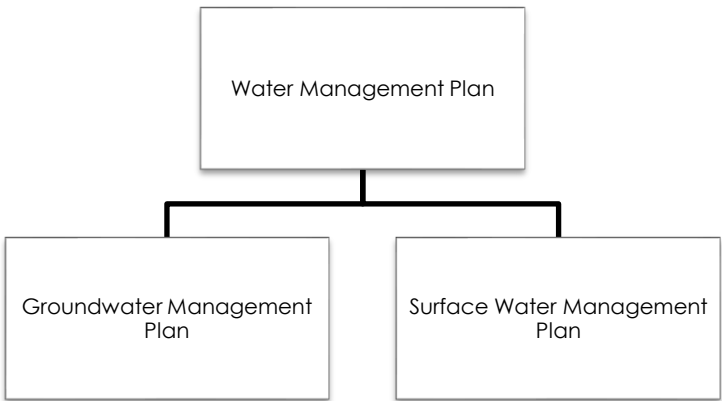 Water Management Plan
Groundwater Management
Plan
Surface Water Management
Plan